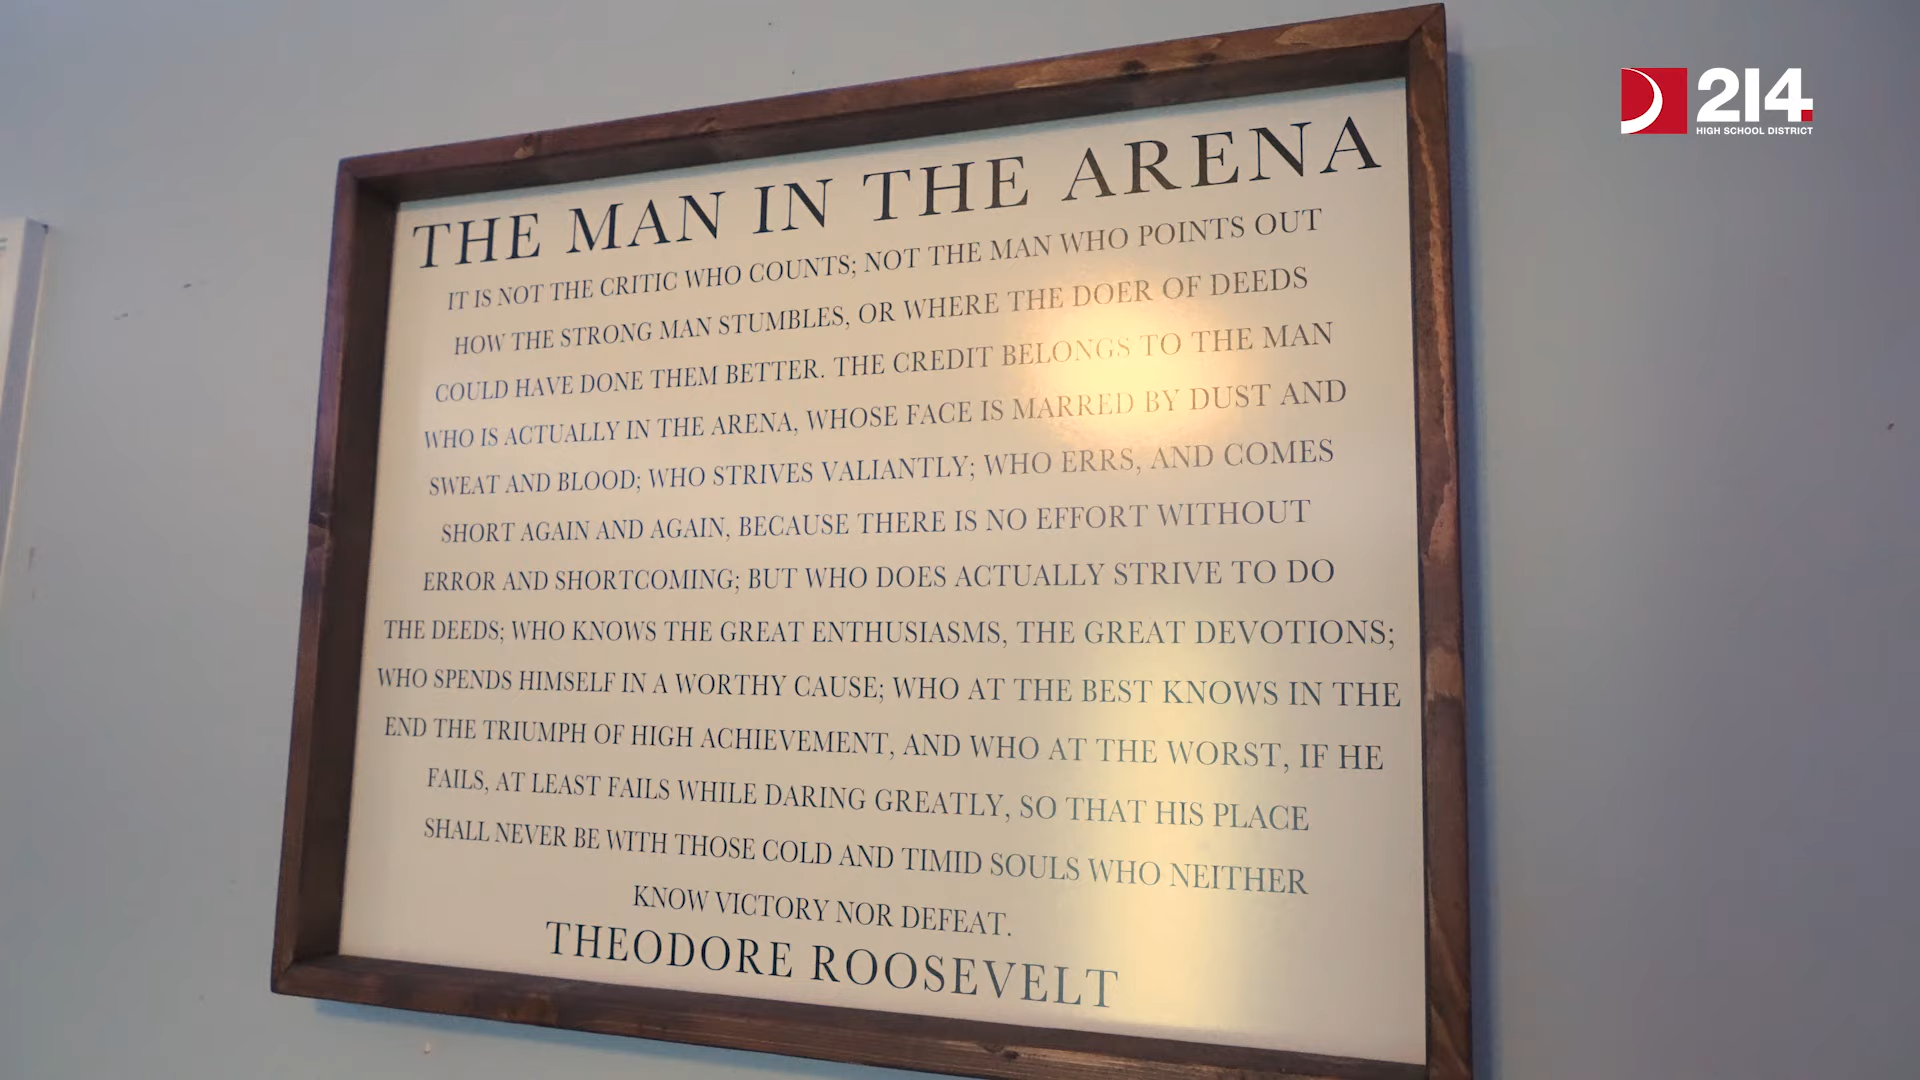 214
HIGH SCHOOL DISTRICT
THE MAN IN THE ARENA
IT IS NOT THE CRITIC WHO COUNTS; NOT THE MAN WHO POINTS OUT
HOW THE STRONG MAN STUMBLES, OR WHERE THE DOER OF DEEDS
COULD HAVE DONE THEM BETTER. THE CREDIT BELONGS TO THE MAN
WHO IS ACTUALLY IN THE ARENA, WHOSE FACE IS MARRED BY DUST AND
SWEAT AND BLOOD; WHO STRIVES VALIANTLY; WHO ERRS, AND COMES
SHORT AGAIN AND AGAIN, BECAUSE THERE IS NO EFFORT WITHOUT
ERROR AND SHORTCOMING; BUT WHO DOES ACTUALLY STRIVE TO DO
THE DEEDS; WHO KNOWS THE GREAT ENTHUSIASMS, THE GREAT DEVOTIONS;
WHO SPENDS HIMSELF IN A WORTHY CAUSE; WHO AT THE BEST KNOWS IN THE
END THE TRIUMPH OF HIGH ACHIEVEMENT, AND WHO AT THE WORST, IF HE
FAILS, AT LEAST FAILS WHILE DARING GREATLY, SO THAT HIS PLACE
SHALL NEVER BE WITH THOSE COLD AND TIMID SOULS WHO NEITHER
KNOW VICTORY NOR DEFEAT.
THEODORE ROOSEVELT